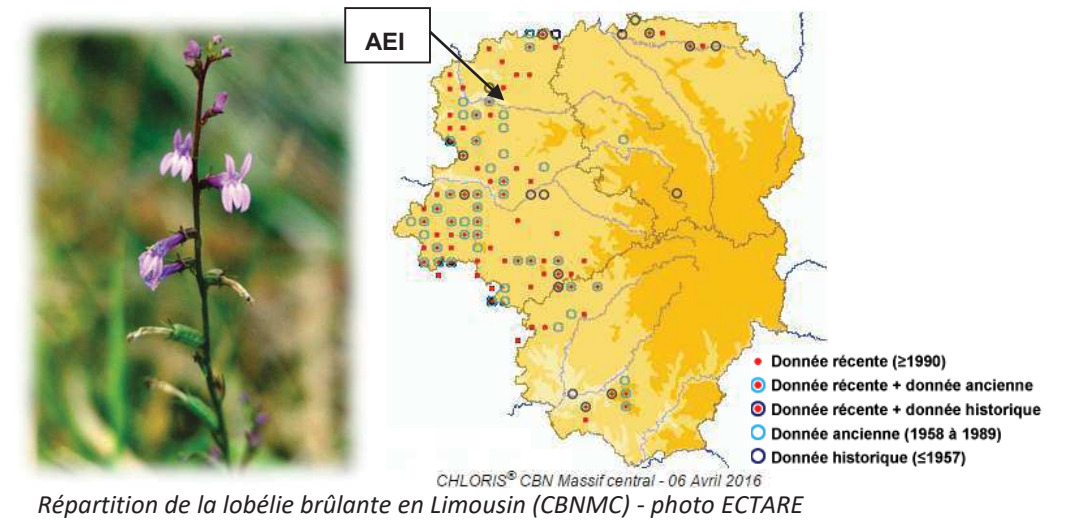 AEI
Donnée récente (≥1990)
Donnée récente + donnée ancienne
Donnée récente + donnée historique
Donnée ancienne (1958 à 1989)
Donnée historique (≤1957)
CHLORIS® CBN Massif central - 06 Avril 2016
Répartition de la lobélie brûlante en Limousin (CBNMC) - photo ECTARE